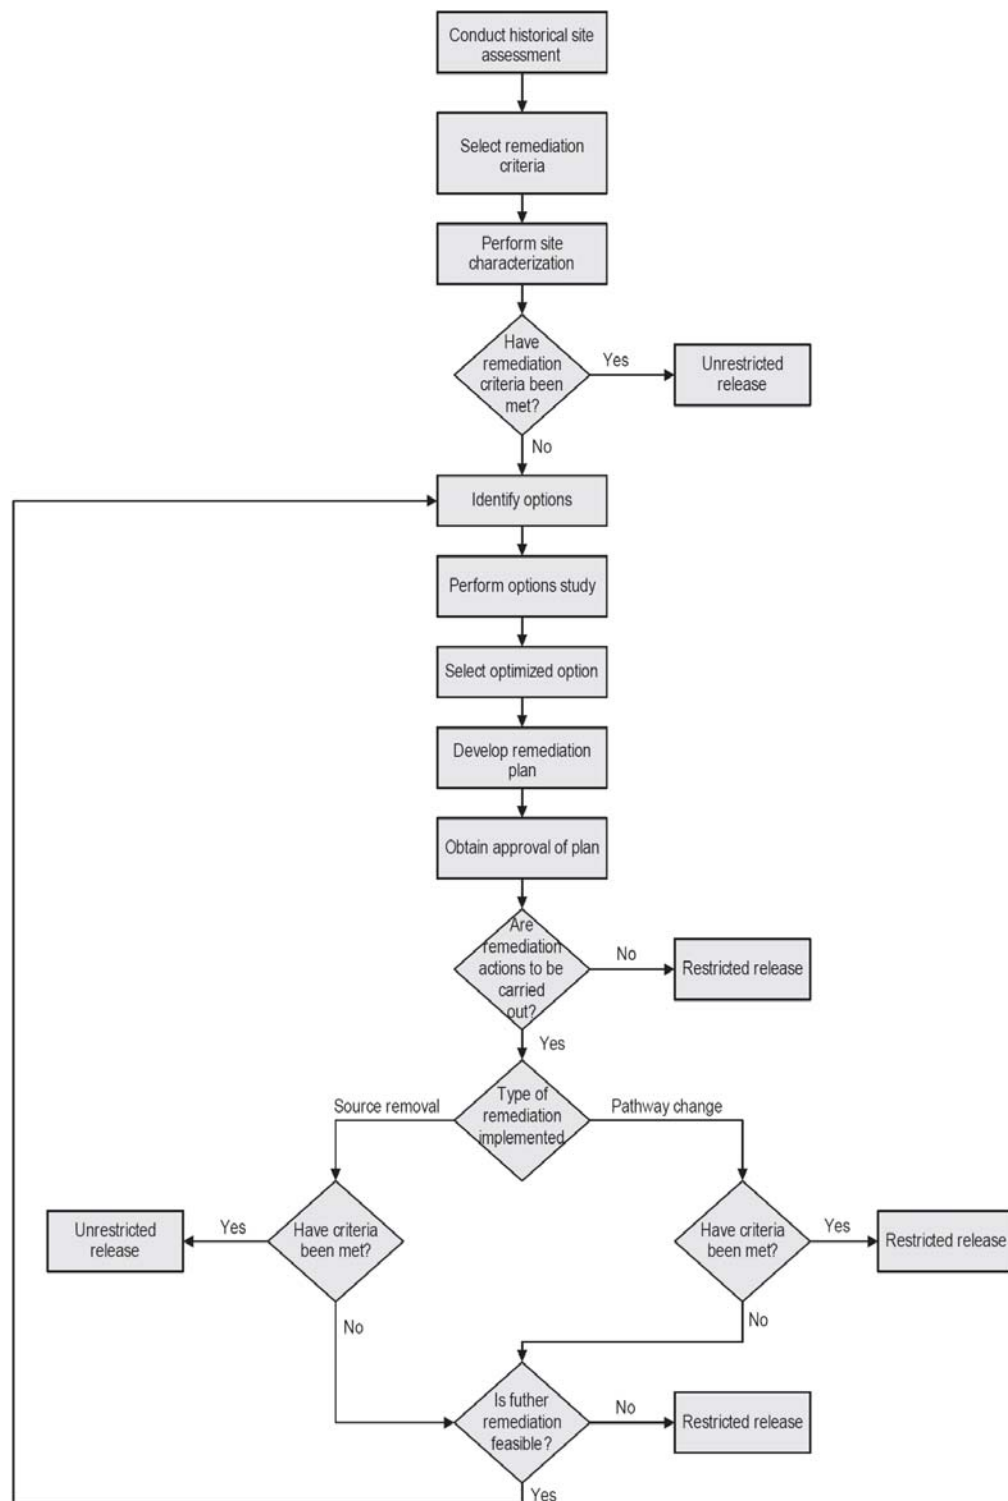 Conduct historical site
assessment
Select remediation
criteria
Perform site
characterization
Have
remediation
criteria been
met?
Yes
Unrestricted
release
No
Identify options
Perform options study
Select optimized option
Develop remediation
plan
Obtain approval of plan
Are
remediation
actions to be
carried
out?
No
Restricted release
Yes
Type of
remediation
implemented
Source removal
Pathway change
Have criteria
been met?
Yes
Unrestricted
release
No
Have criteria
been met?
Yes
Restricted release
No
Is futher
remediation
feasible?
No
Restricted release
Yes